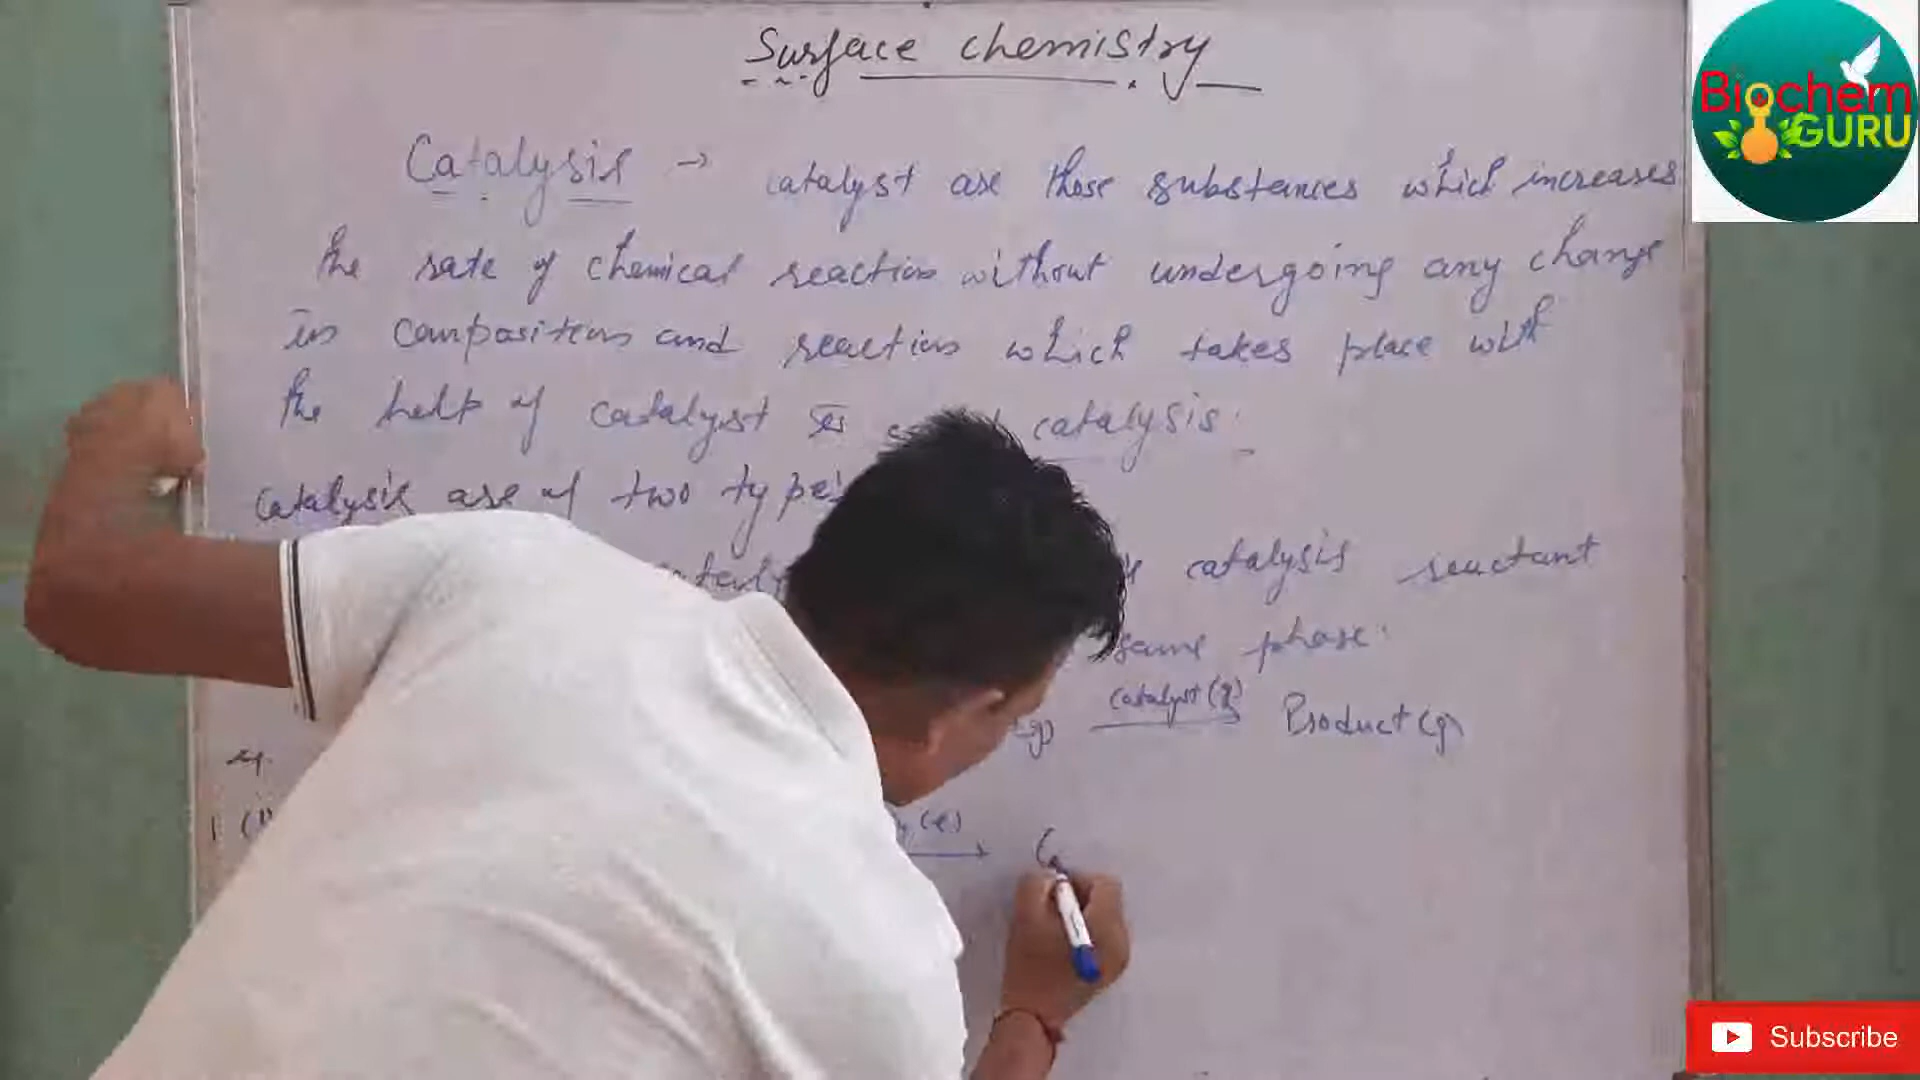 Surface chemistry
Catalysis → catalyst are those substances which increases
the rate of chemical reaction without undergoing any change
in composition and reaction which takes place with
the help of catalyst is catalysis.
Catalysis are of two types
catalysis reactant
same phase.
(g) catalyst (g) Product (g)
eg.
Biochem
GURU
Subscribe